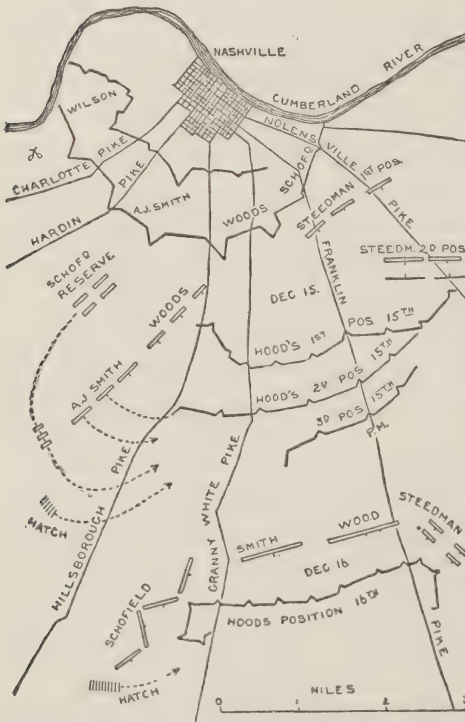 NASHVILLE
CUMBERLAND
RIVER
WILSON
NOLENSVILLE
PIKE
CHARLOTTE PIKE
HARDIN PIKE
A.J. SMITH
WOODS
SCHOFD
STEEDMAN
1ST POS.
STEEDM. 2D POS
SCHOFD
RESERVE
WOODS
FRANKLIN
PIKE
DEC 15.
HOOD'S 1ST POS 15TH
A.J SMITH
HOOD'S 2D POS 15TH
3D POS 15TH
P.M.
HILLSBOROUGH PIKE
GRANNY WHITE PIKE
HATCH
SMITH
WOOD
STEEDMAN
DEC 16
SCHOFIELD
HOODS POSITION 16TH
HATCH
MILES
0 1 2